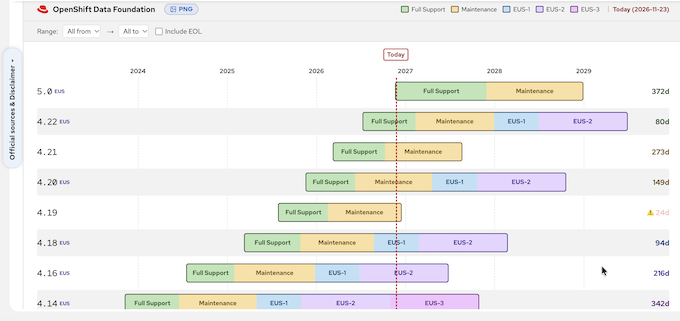 OpenShift Data Foundation PNG Full Support Maintenance EUS-1 EUS-2 EUS-3 Today (2026-11-23)
Range: All from → All to Include EOL
Official sources & Disclaimer
Today
2024 2025 2026 2027 2028 2029
5.0 EUS Full Support Maintenance 372d
4.22 EUS Full Support Maintenance EUS-1 EUS-2 80d
4.21 Full Support Maintenance 273d
4.20 EUS Full Support Maintenance EUS-1 EUS-2 149d
4.19 Full Support Maintenance 24d
4.18 EUS Full Support Maintenance EUS-1 EUS-2 94d
4.16 EUS Full Support Maintenance EUS-1 EUS-2 216d
4.14 EUS Full Support Maintenance EUS-1 EUS-2 EUS-3 342d